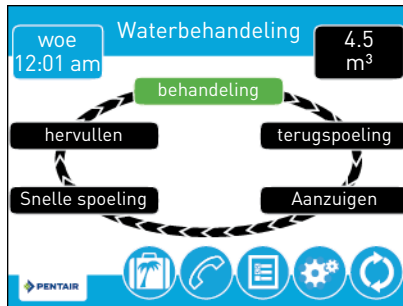 woe
12:01 am
Waterbehandeling
4.5
m³
behandeling
hervullen
terugspoeling
Snelle spoeling
Aanzuigen
PENTAIR